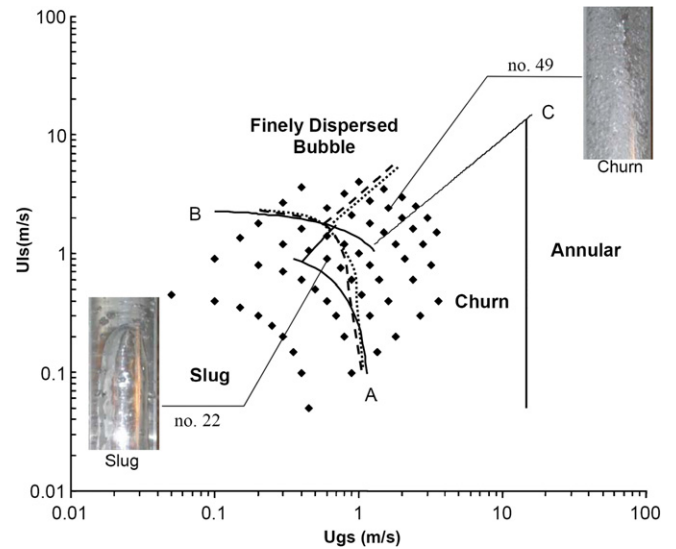 100
no. 49
C
10
Finely Dispersed
Bubble
Churn
B
Uls(m/s)
1
Annular
Churn
Slug
0.1
A
no. 22
Slug
0.01
0.01
0.1
1
10
100
Ugs (m/s)